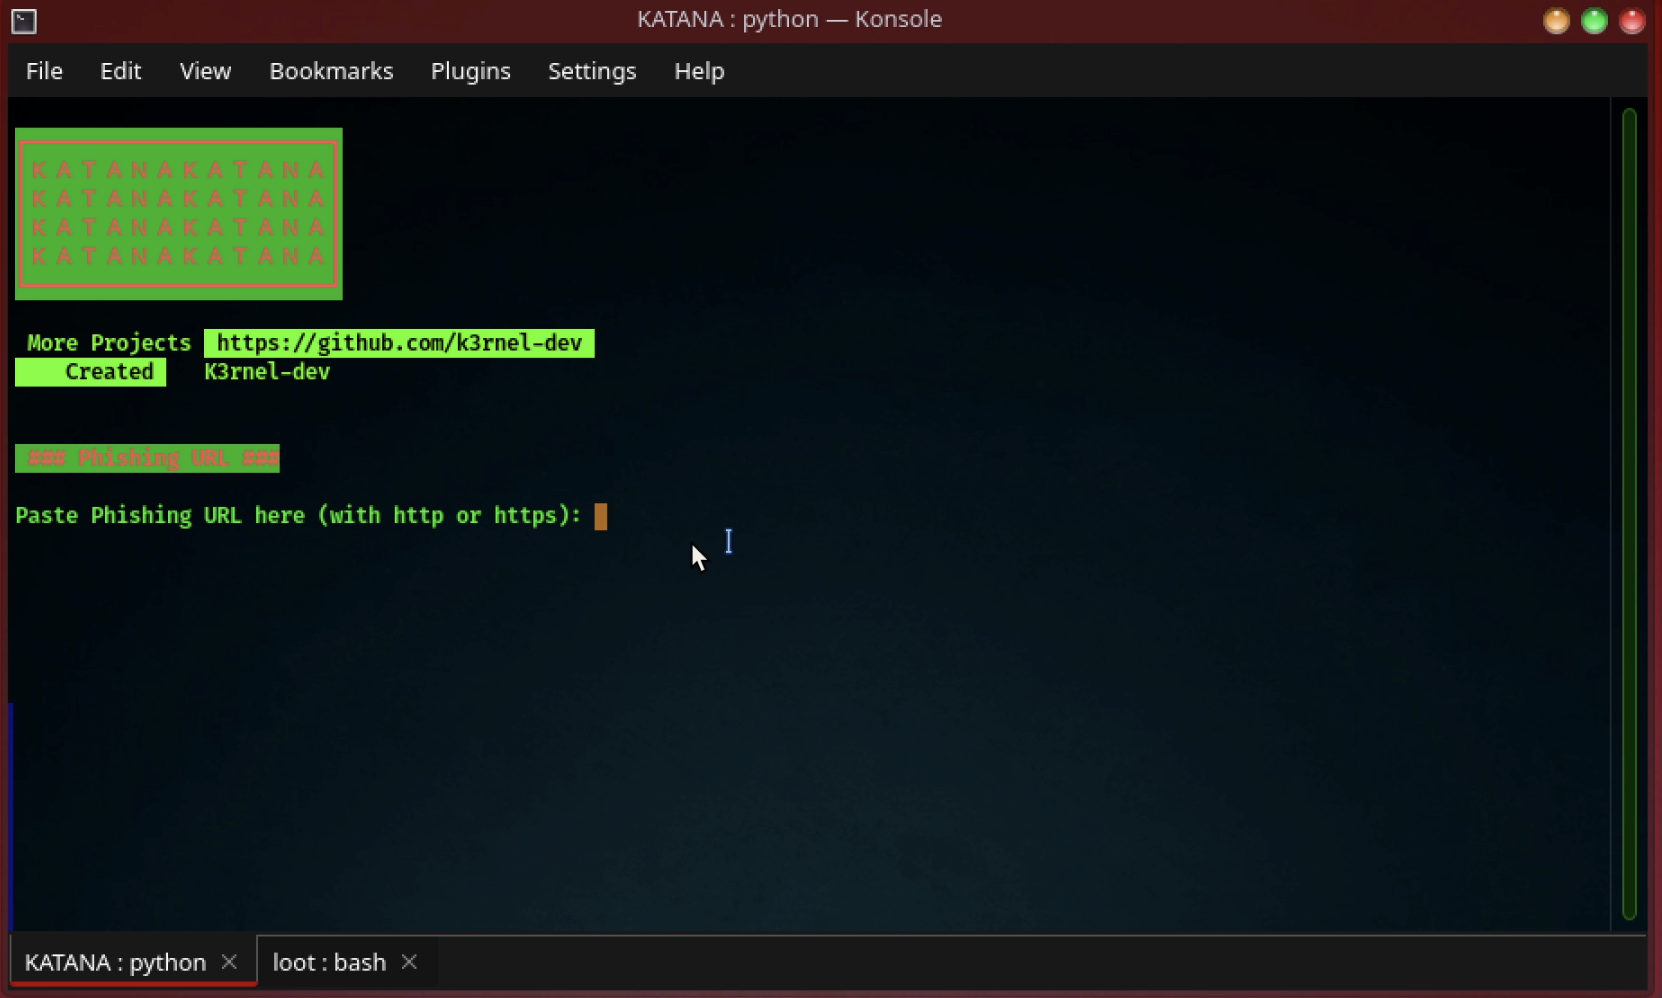 KATANA : python — Konsole
File Edit View Bookmarks Plugins Settings Help
K A T A N A K A T A N A
K A T A N A K A T A N A
K A T A N A K A T A N A
K A T A N A K A T A N A
More Projects https://github.com/k3rnel-dev
Created K3rnel-dev
### Phishing URL ###
Paste Phishing URL here (with http or https):
KATANA : python loot : bash